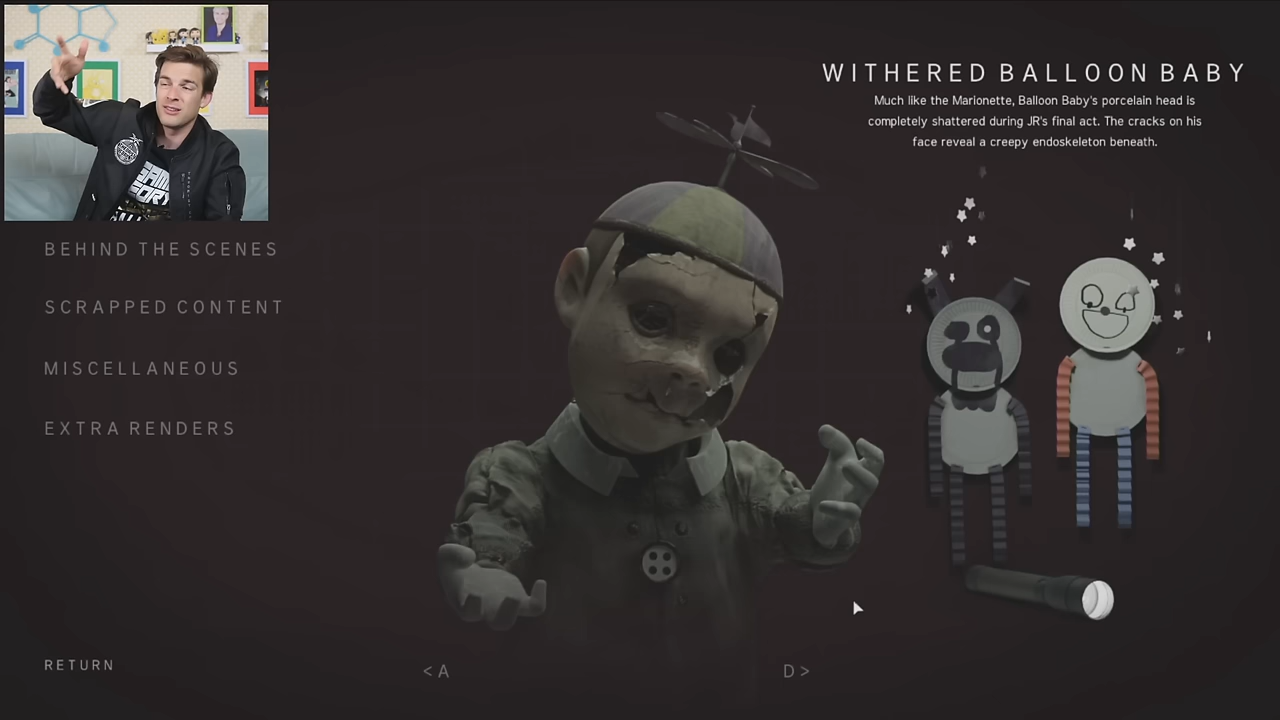 WITHERED BALLOON BABY
Much like the Marionette, Balloon Baby's porcelain head is
completely shattered during JR's final act. The cracks on his
face reveal a creepy endoskeleton beneath.
BEHIND THE SCENES
SCRAPPED CONTENT
MISCELLANEOUS
EXTRA RENDERS
RETURN
< A
D >